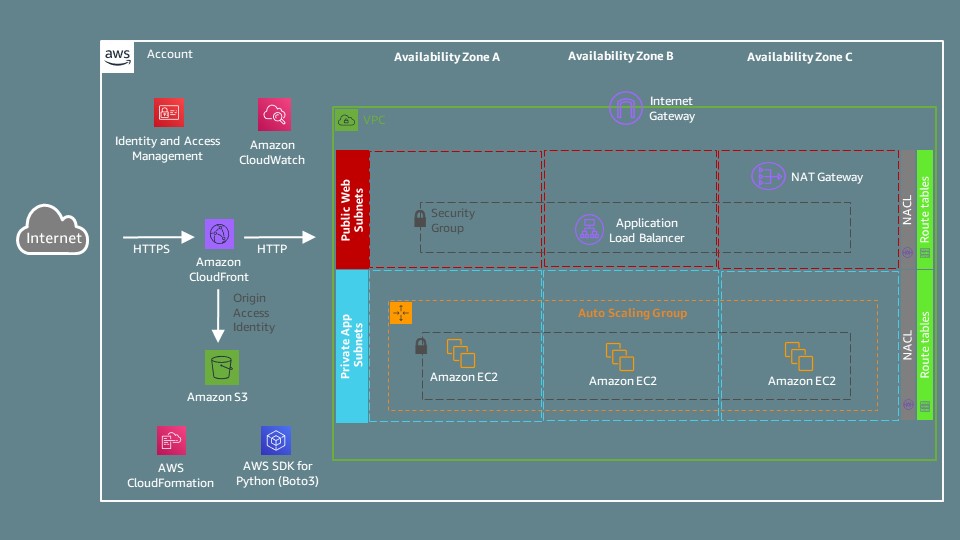 aws
Account
Availability Zone A
Availability Zone B
Availability Zone C
Identity and Access
Management
Amazon
CloudWatch
Internet
Gateway
VPC
Public Web
Subnets
NAT Gateway
NACL
Route tables
Internet
HTTPS
Amazon
CloudFront
HTTP
Security
Group
Application
Load Balancer
Origin
Access
Identity
Amazon S3
Private App
Subnets
Auto Scaling Group
Amazon EC2
Amazon EC2
Amazon EC2
NACL
Route tables
AWS
CloudFormation
AWS SDK for
Python (Boto3)